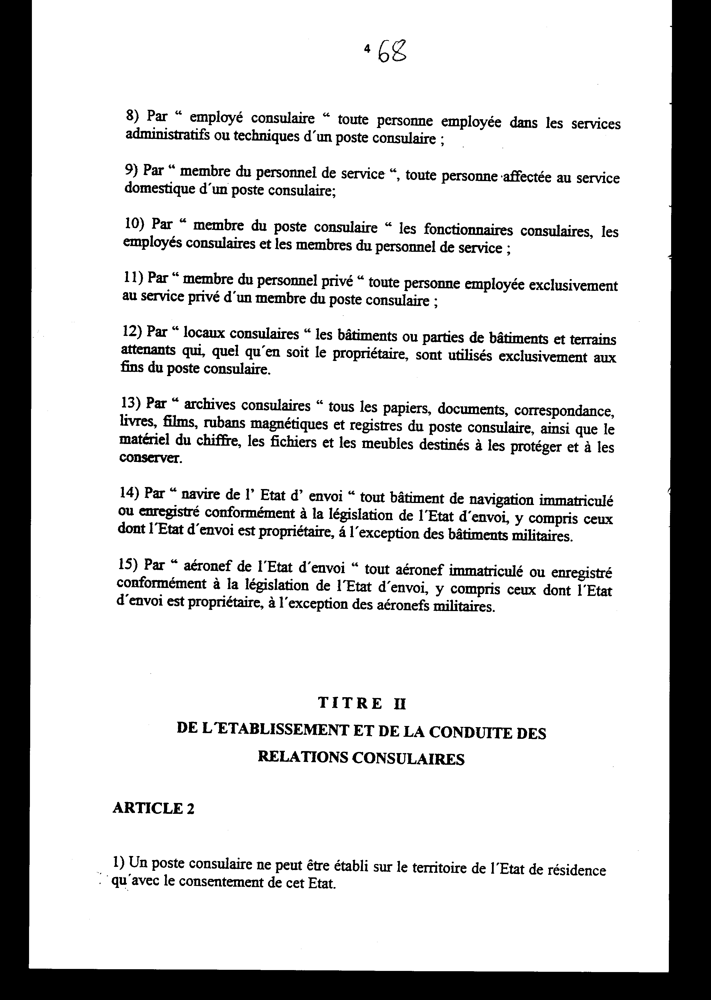 4 68
8) Par “ employé consulaire “ toute personne employée dans les services
administratifs ou techniques d´un poste consulaire ;
9) Par “ membre du personnel de service “, toute personne affectée au service
domestique d´un poste consulaire;
10) Par “ membre du poste consulaire “ les fonctionnaires consulaires, les
employés consulaires et les membres du personnel de service ;
11) Par “ membre du personnel privé “ toute personne employée exclusivement
au service privé d´un membre du poste consulaire ;
12) Par “ locaux consulaires “ les bâtiments ou parties de bâtiments et terrains
attenants qui, quel qu´en soit le propriétaire, sont utilisés exclusivement aux
fins du poste consulaire.
13) Par “ archives consulaires “ tous les papiers, documents, correspondance,
livres, films, rubans magnétiques et registres du poste consulaire, ainsi que le
matériel du chiffre, les fichiers et les meubles destinés à les protéger et à les
conserver.
14) Par “ navire de l’ Etat d’ envoi “ tout bâtiment de navigation immatriculé
ou enregistré conformément à la législation de l´Etat d´envoi, y compris ceux
dont l´Etat d´envoi est propriétaire, á l´exception des bâtiments militaires.
15) Par “ aéronef de l´Etat d´envoi “ tout aéronef immatriculé ou enregistré
conformément à la législation de l´Etat d´envoi, y compris ceux dont l´Etat
d´envoi est propriétaire, à l´exception des aéronefs militaires.
TITRE II
DE L´ETABLISSEMENT ET DE LA CONDUITE DES
RELATIONS CONSULAIRES
ARTICLE 2
1) Un poste consulaire ne peut être établi sur le territoire de l´Etat de résidence
qu´avec le consentement de cet Etat.